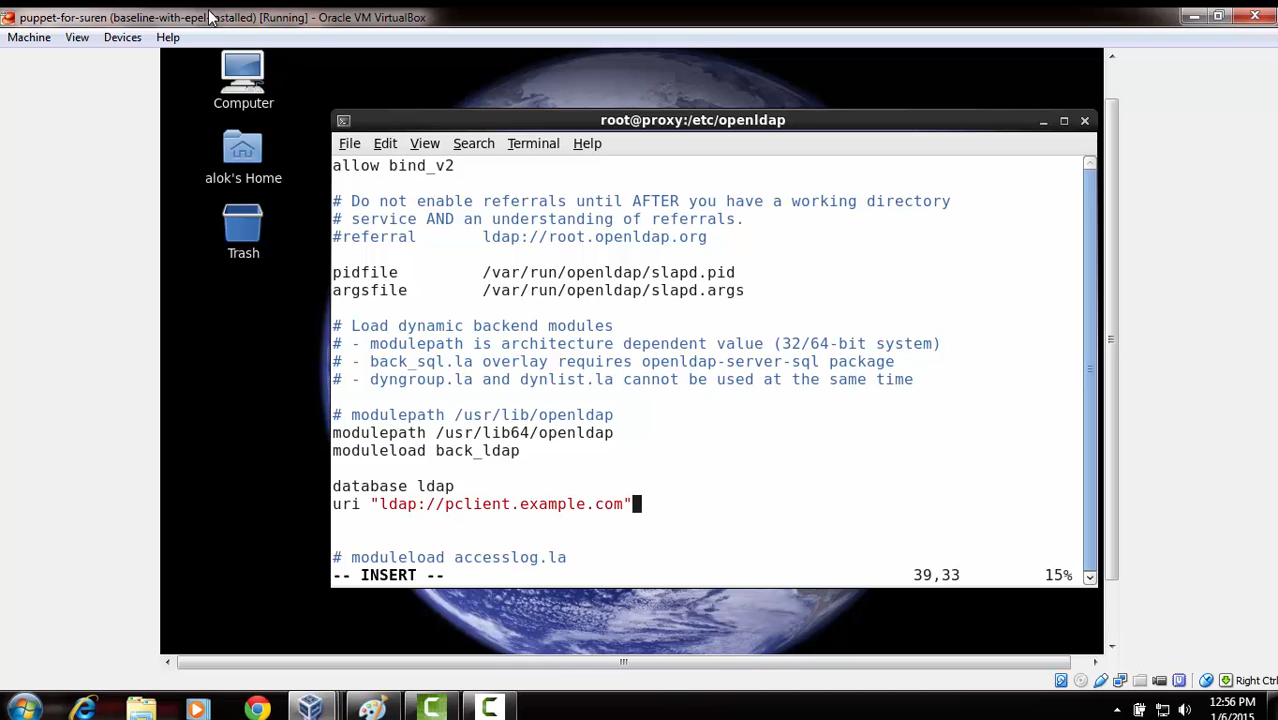 puppet-for-suren (baseline-with-epel-installed) [Running] - Oracle VM VirtualBox
Machine View Devices Help
Computer
alok's Home
Trash
root@proxy:/etc/openldap
File Edit View Search Terminal Help
allow bind_v2
# Do not enable referrals until AFTER you have a working directory
# service AND an understanding of referrals.
#referral ldap://root.openldap.org
pidfile /var/run/openldap/slapd.pid
argsfile /var/run/openldap/slapd.args
# Load dynamic backend modules
# - modulepath is architecture dependent value (32/64-bit system)
# - back_sql.la overlay requires openldap-server-sql package
# - dyngroup.la and dynlist.la cannot be used at the same time
# modulepath /usr/lib/openldap
modulepath /usr/lib64/openldap
moduleload back_ldap
database ldap
uri "ldap://pclient.example.com"
# moduleload accesslog.la
-- INSERT -- 39,33 15%
Right Ctrl
12:56 PM
1/6/2015